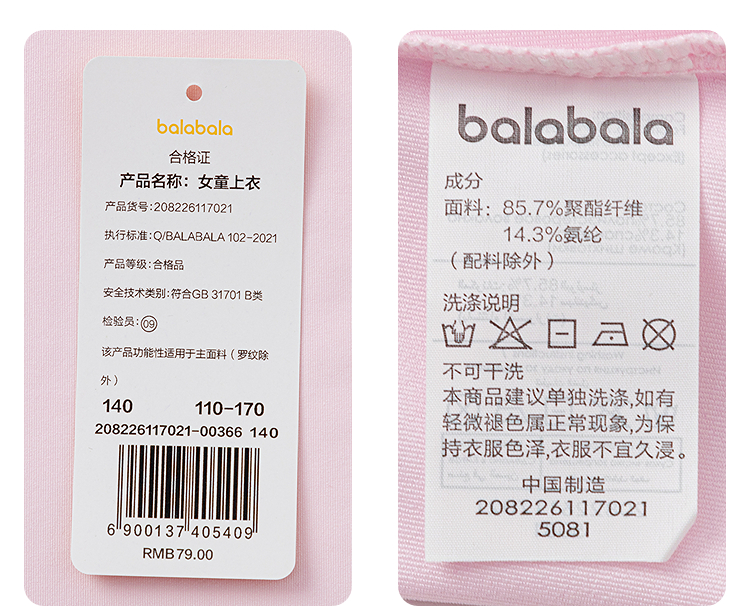 balabala
合格证
产品名称：女童上衣
产品货号:208226117021
执行标准:Q/BALABALA 102-2021
产品等级:合格品
安全技术类别:符合GB 31701 B类
检验员:09
该产品功能性适用于主面料（罗纹除
外）
140 110-170
208226117021-00366 140
6 900137 405409
RMB79.00
balabala
成分
面料：85.7%聚酯纤维
14.3%氨纶
（配料除外）
洗涤说明
不可干洗
本商品建议单独洗涤,如有
轻微褪色属正常现象,为保
持衣服色泽,衣服不宜久浸。
中国制造
208226117021
5081